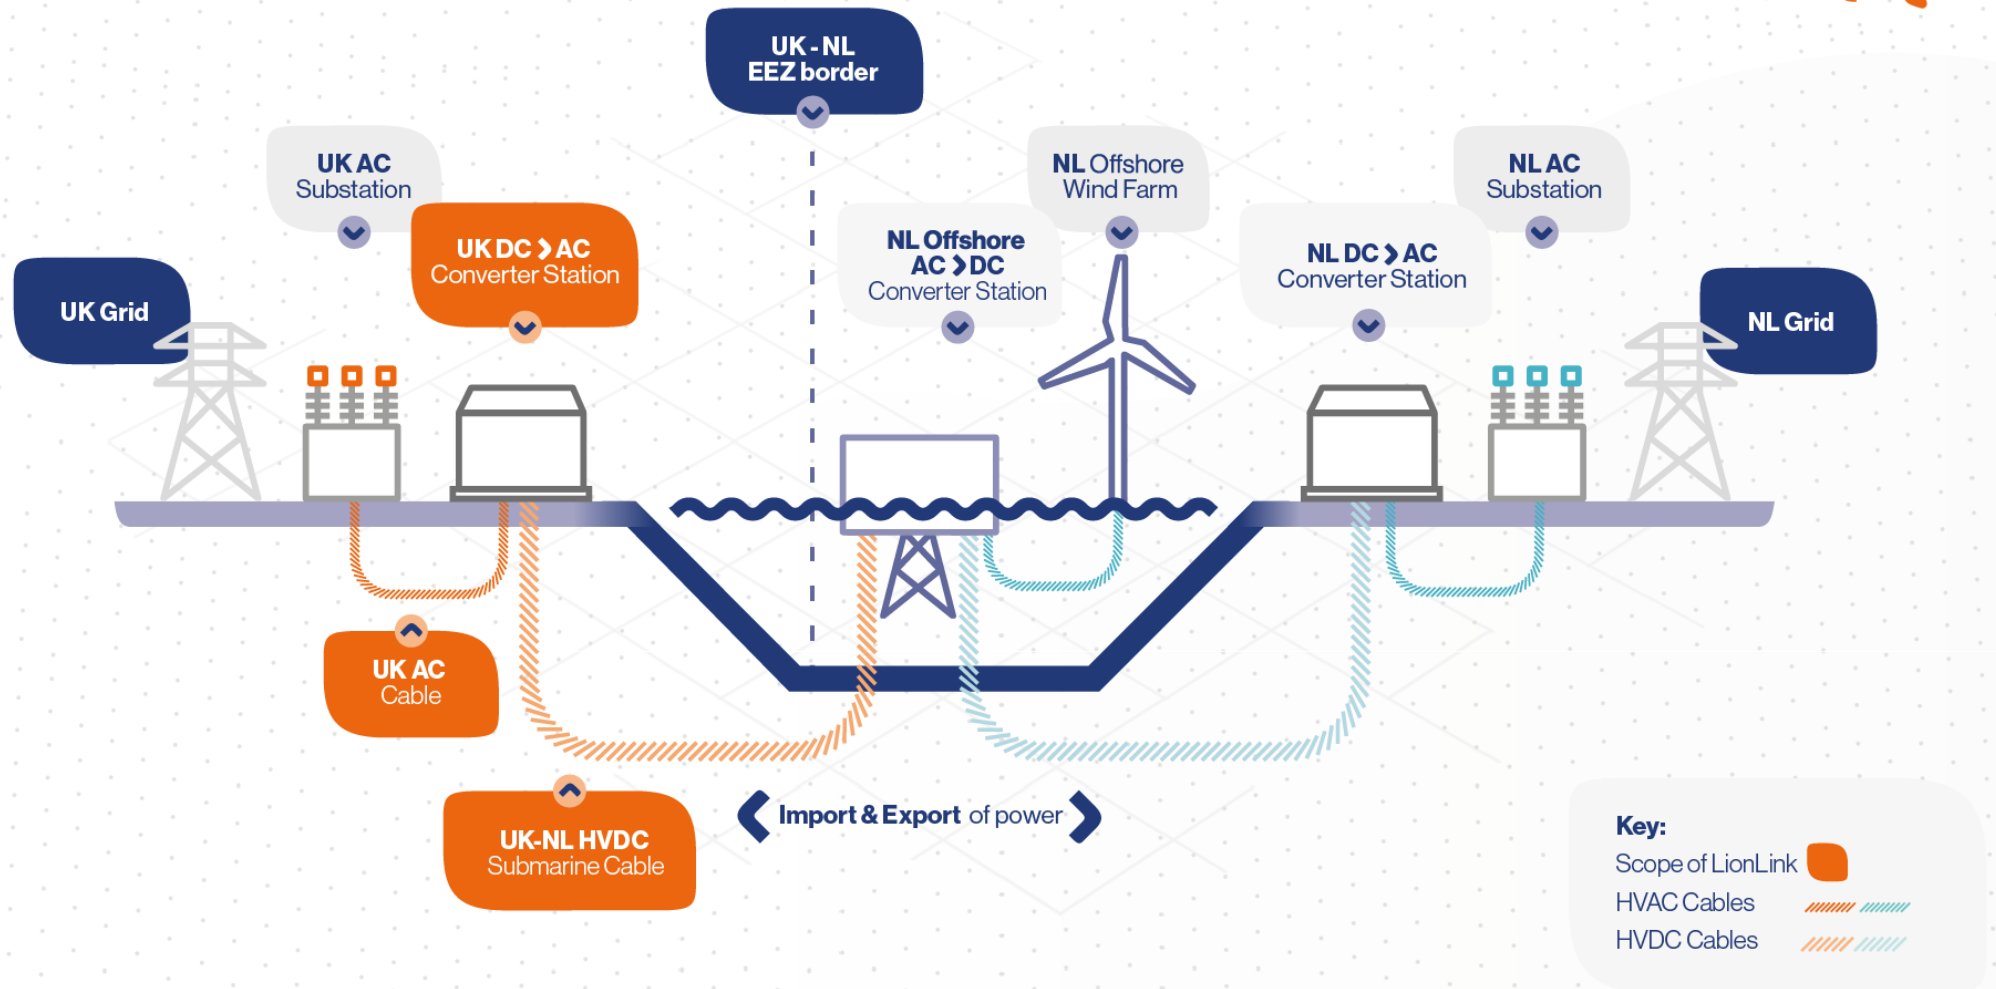 UK - NL
EEZ border
UK AC
Substation
NL Offshore
Wind Farm
NL AC
Substation
UK DC > AC
Converter Station
NL Offshore
AC > DC
Converter Station
NL DC > AC
Converter Station
UK Grid
NL Grid
UK AC
Cable
UK-NL HVDC
Submarine Cable
Import & Export of power
Key:
Scope of LionLink
HVAC Cables
HVDC Cables